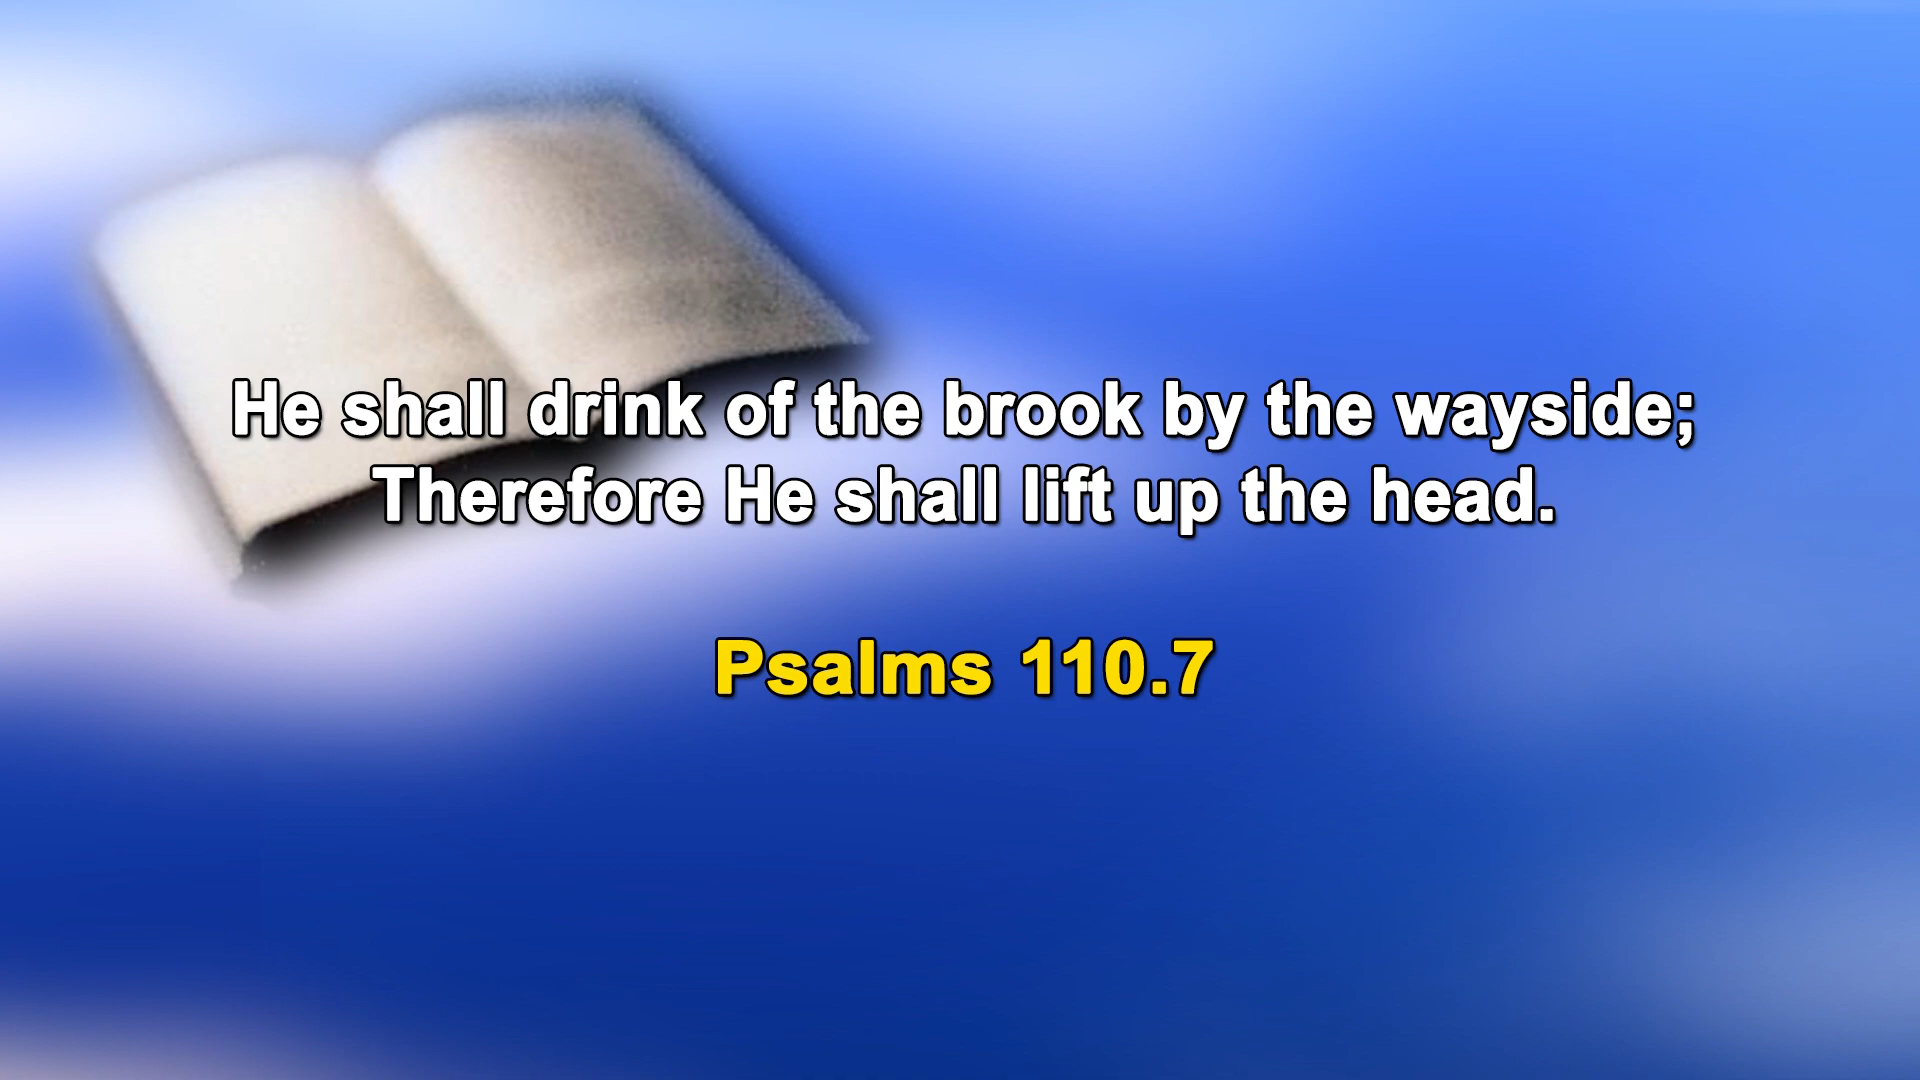 He shall drink of the brook by the wayside;
Therefore He shall lift up the head.
Psalms 110.7